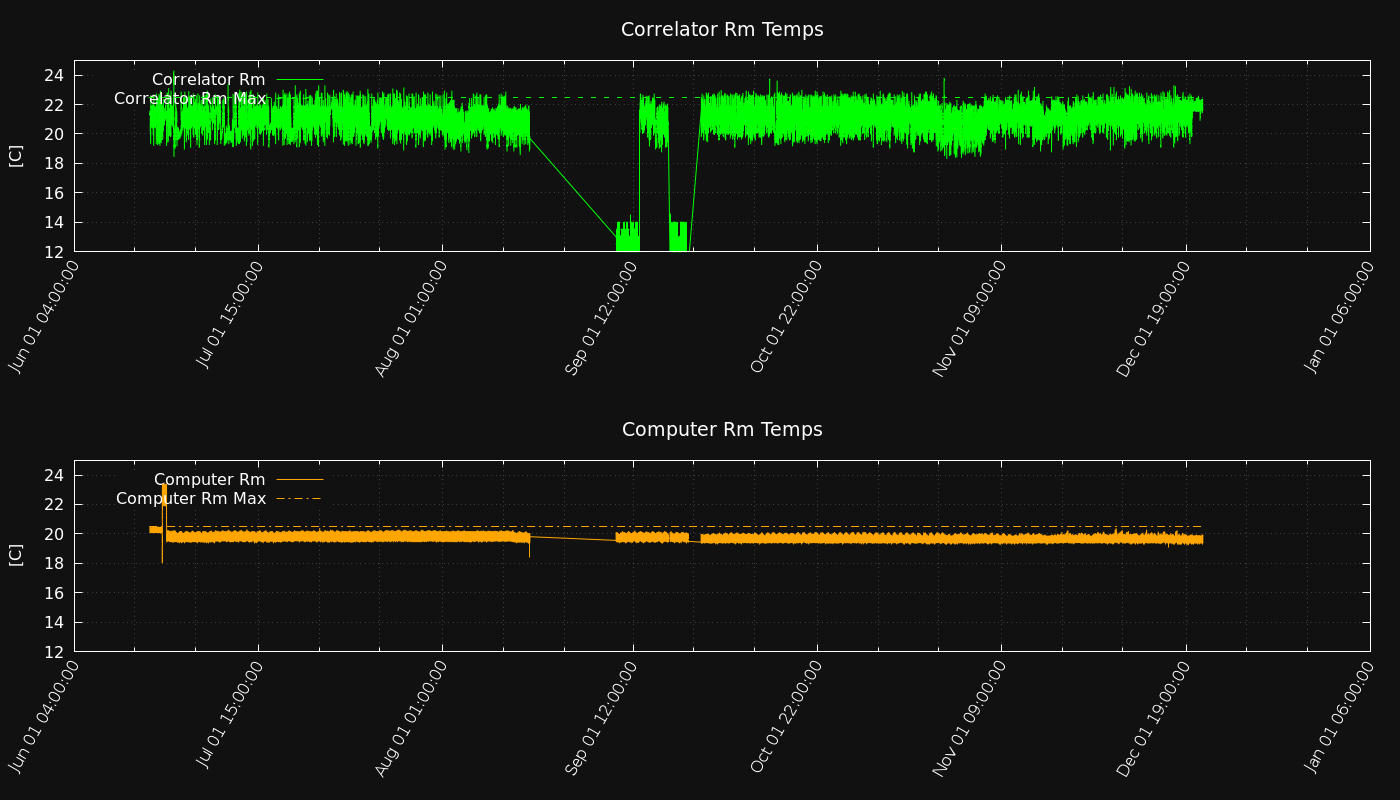 Correlator Rm Temps
Correlator Rm
Correlator Rm Max
24
22
20
18
16
14
12
[C]
Jun 01 04:00:00
Jul 01 15:00:00
Aug 01 01:00:00
Sep 01 12:00:00
Oct 01 22:00:00
Nov 01 09:00:00
Dec 01 19:00:00
Jan 01 06:00:00
Computer Rm Temps
Computer Rm
Computer Rm Max
24
22
20
18
16
14
12
[C]
Jun 01 04:00:00
Jul 01 15:00:00
Aug 01 01:00:00
Sep 01 12:00:00
Oct 01 22:00:00
Nov 01 09:00:00
Dec 01 19:00:00
Jan 01 06:00:00